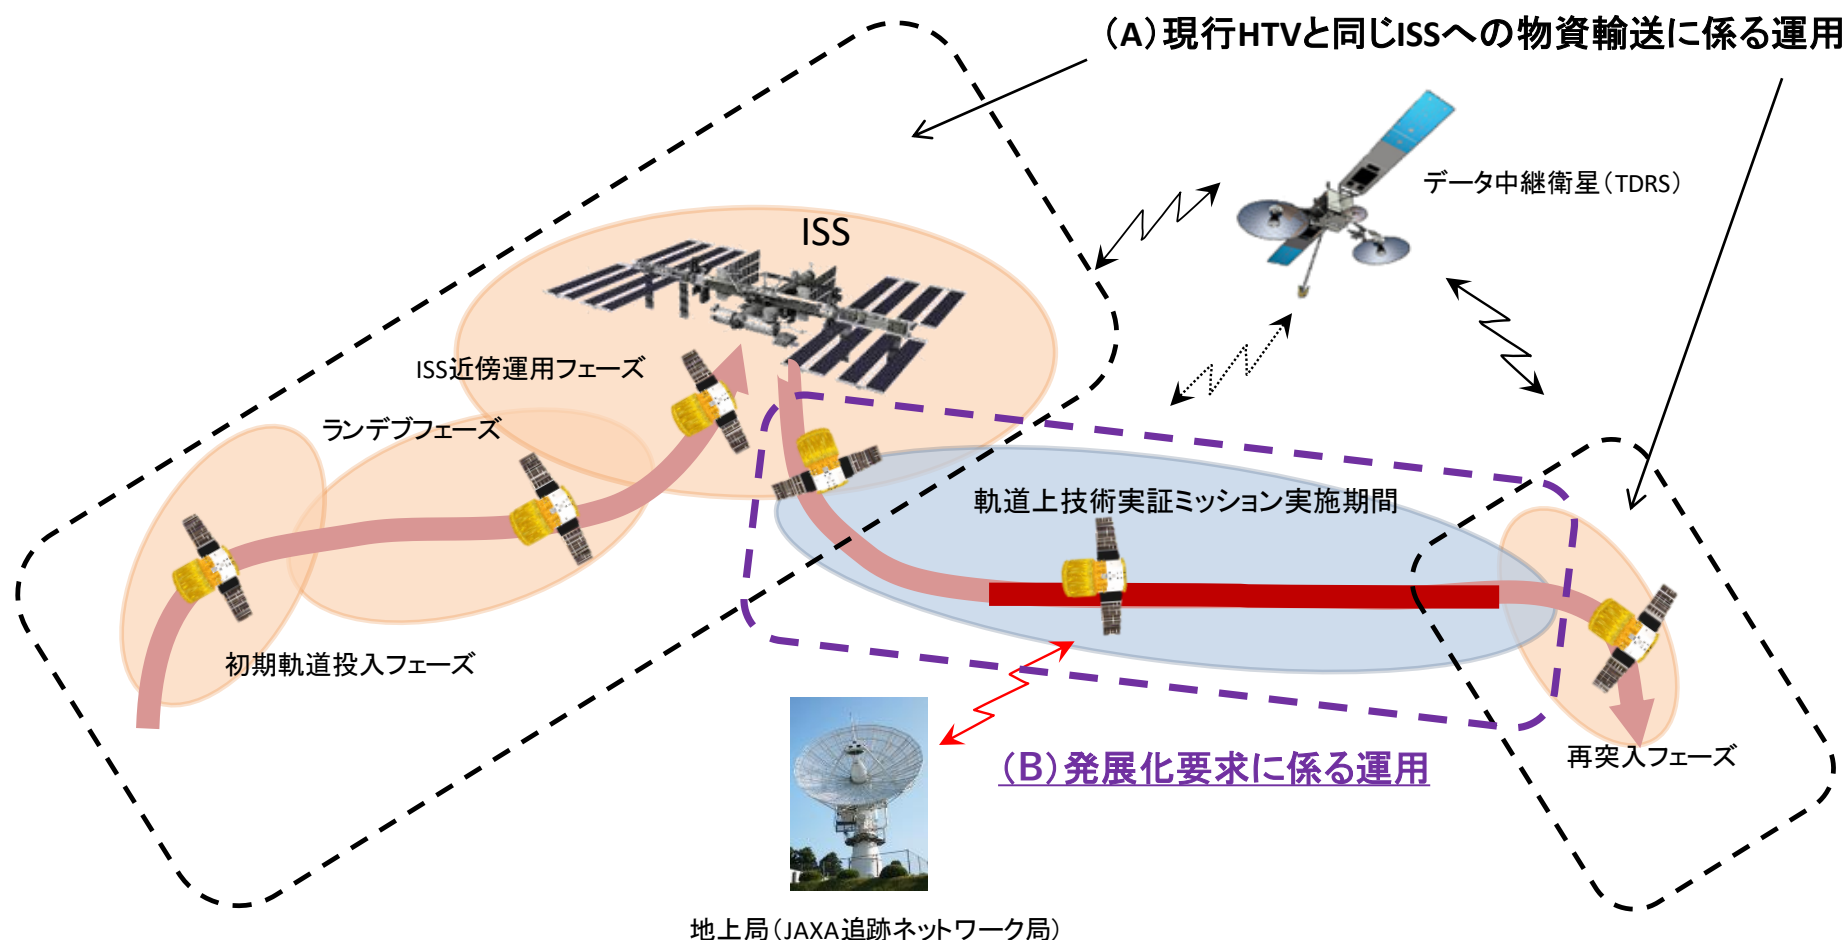 （A）現行HTVと同じISSへの物資輸送に係る運用
データ中継衛星（TDRS）
ISS
ISS近傍運用フェーズ
ランデブフェーズ
軌道上技術実証ミッション実施期間
初期軌道投入フェーズ
（B）発展化要求に係る運用
再突入フェーズ
地上局（JAXA追跡ネットワーク局）